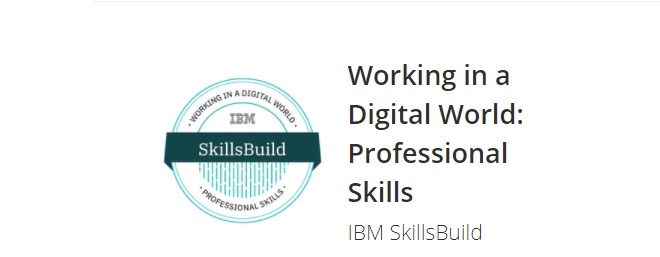 · WORKING IN A DIGITAL WORLD ·
IBM
SkillsBuild
· PROFESSIONAL SKILLS ·
Working in a
Digital World:
Professional
Skills
IBM SkillsBuild